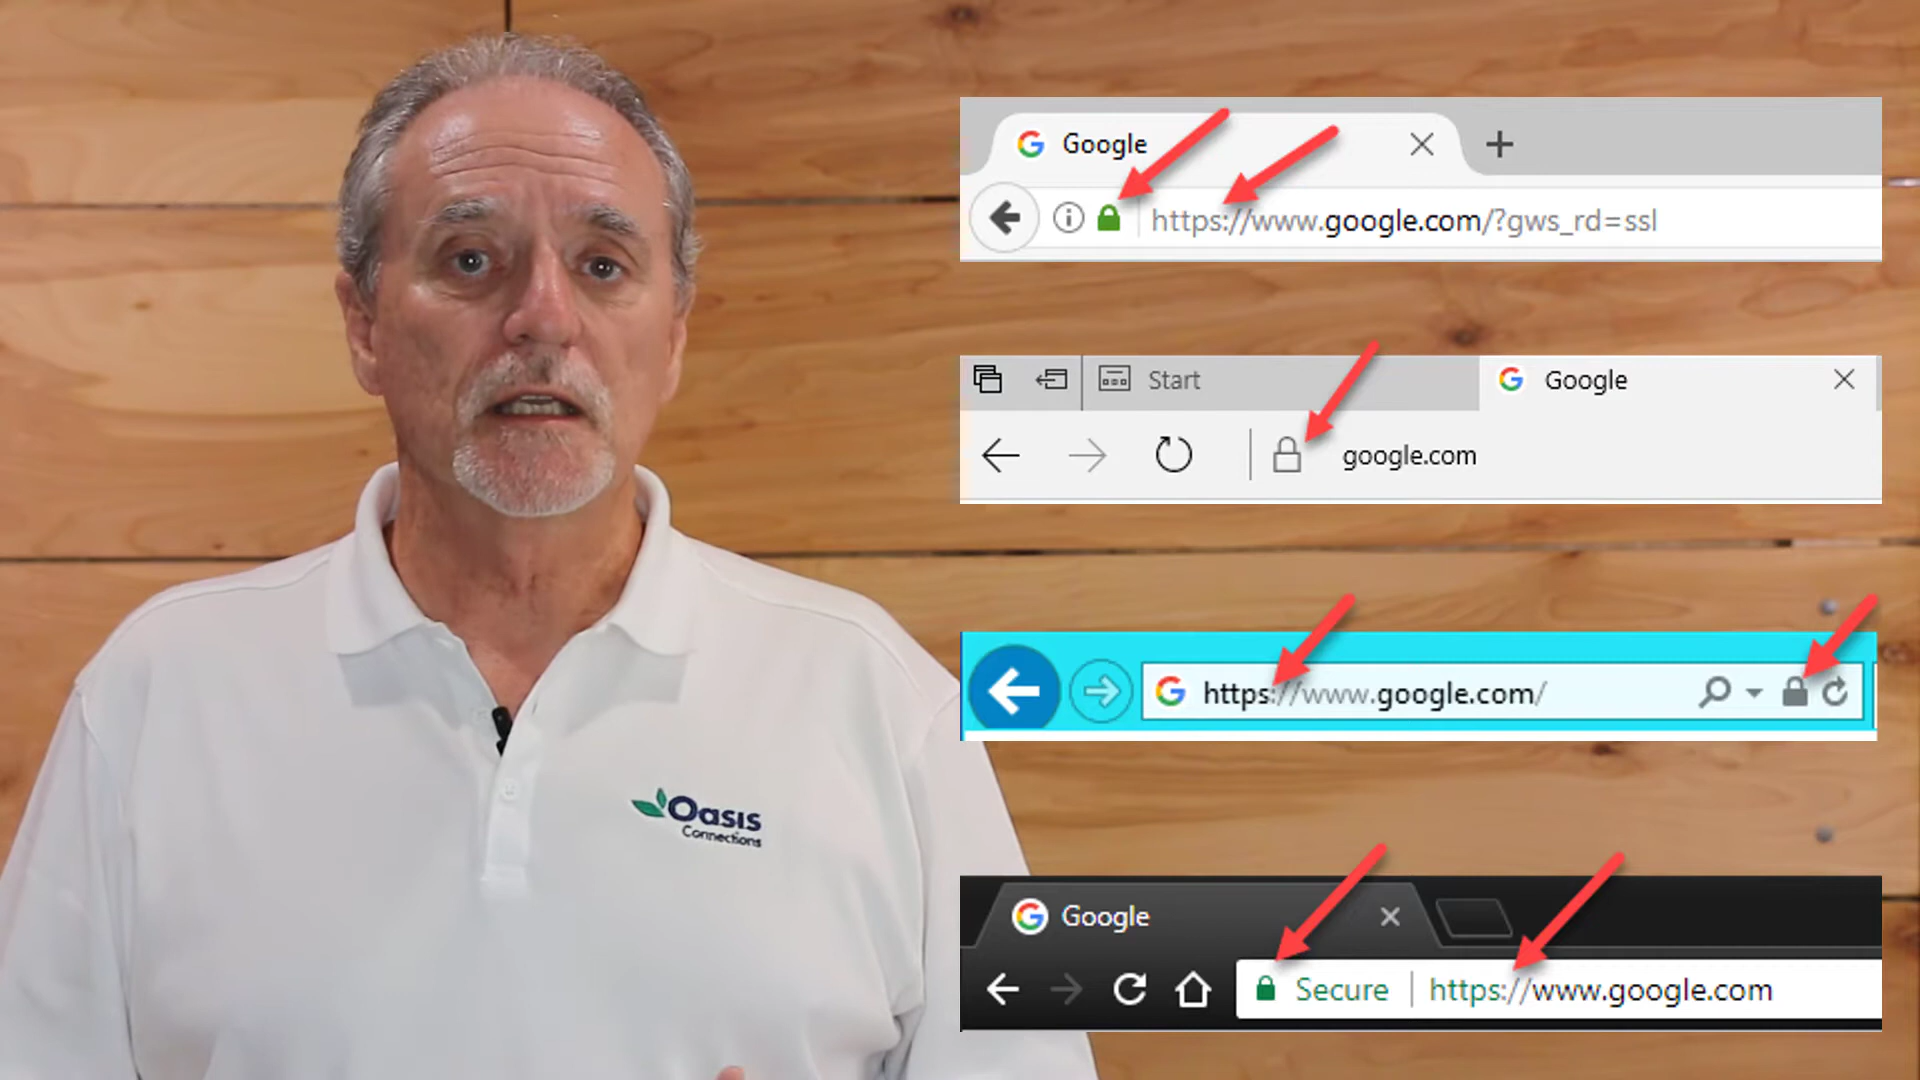 Google
https://www.google.com/?gws_rd=ssl
Start
Google
google.com
https://www.google.com/
Oasis
Connections
Google
Secure
https://www.google.com